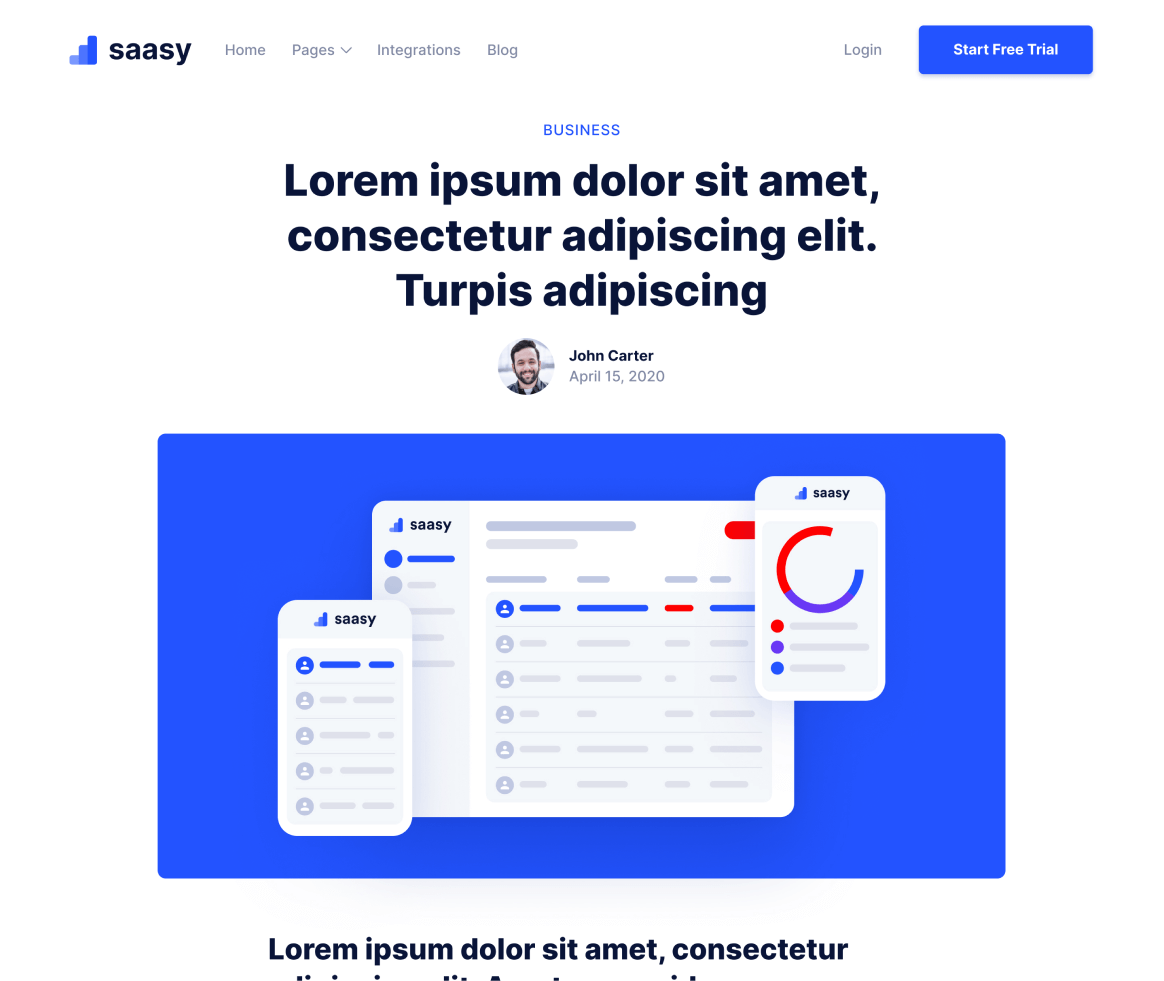 saasy
Home
Pages
Integrations
Blog
Login
Start Free Trial
BUSINESS
Lorem ipsum dolor sit amet,
consectetur adipiscing elit.
Turpis adipiscing
John Carter
April 15, 2020
saasy
saasy
saasy
Lorem ipsum dolor sit amet, consectetur